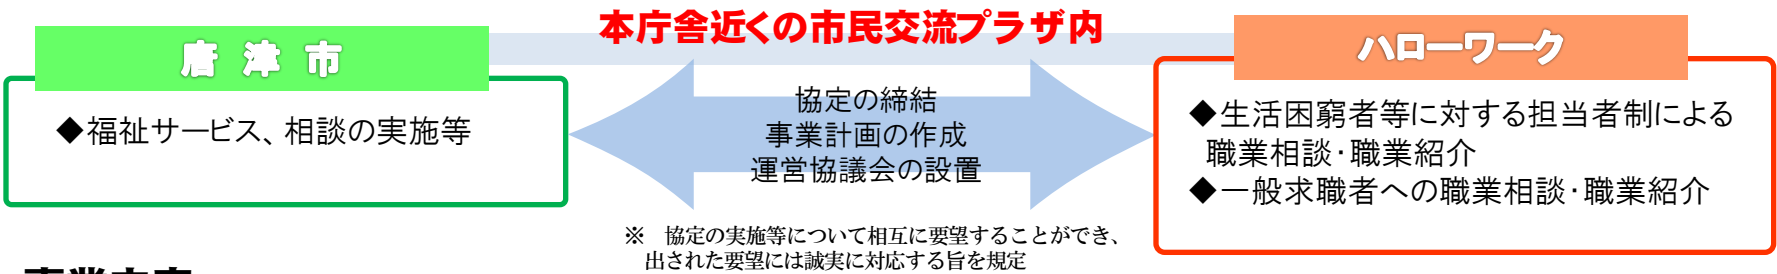 本庁舎近くの市民交流プラザ内
唐 津 市
◆福祉サービス、相談の実施等
協定の締結
事業計画の作成
運営協議会の設置
※　協定の実施等について相互に要望することができ、
出された要望には誠実に対応する旨を規定
ハローワーク
◆生活困窮者等に対する担当者制による
職業相談・職業紹介
◆一般求職者への職業相談・職業紹介